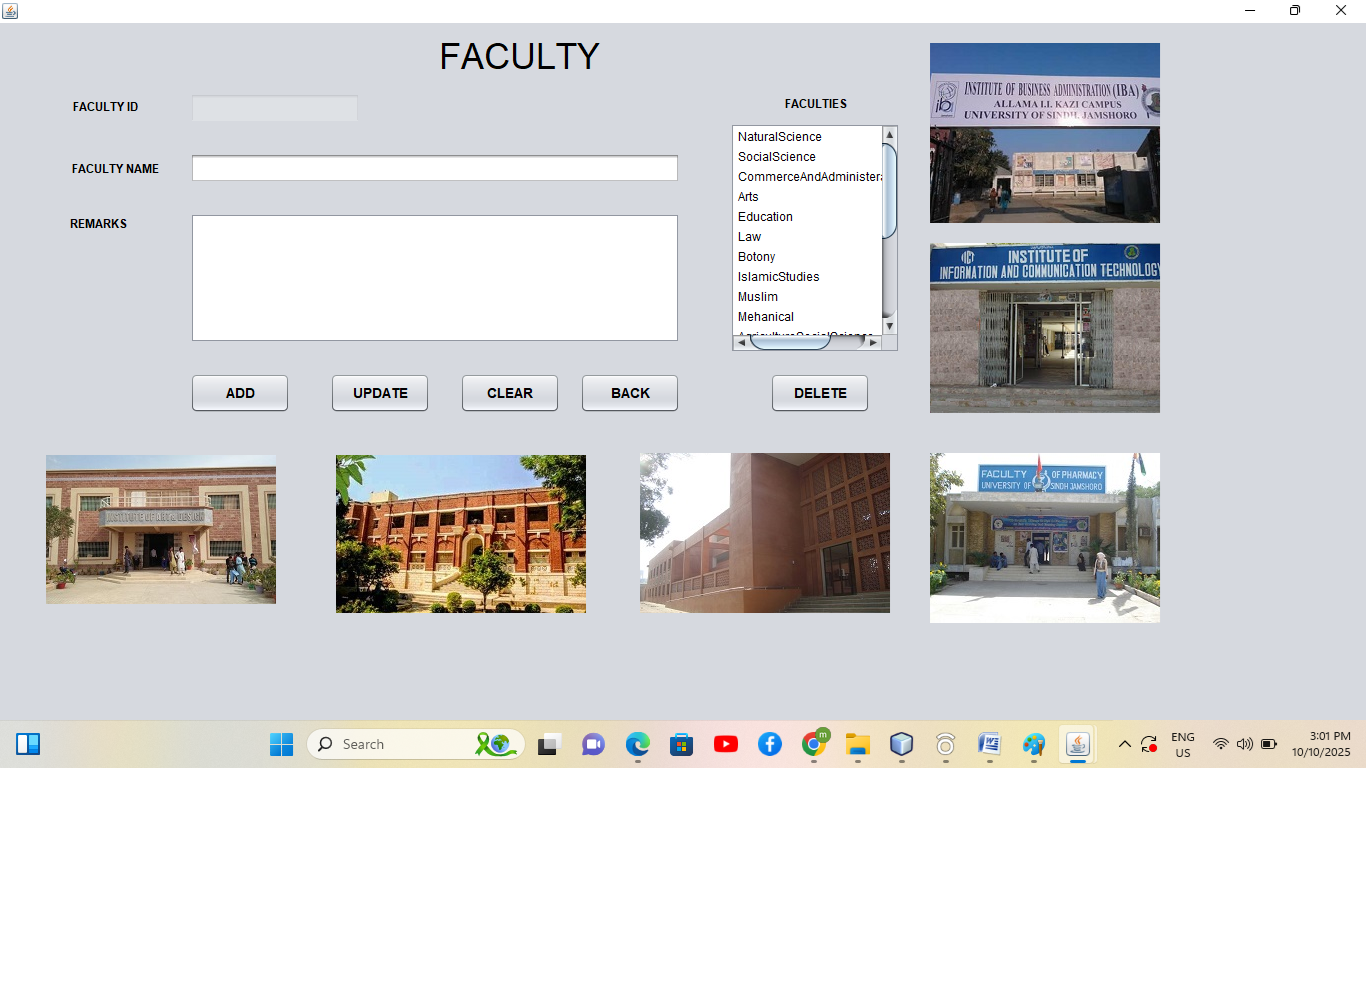 FACULTY
FACULTY ID
FACULTY NAME
REMARKS
FACULTIES
NaturalScience
SocialScience
CommerceAndAdministera
Arts
Education
Law
Botony
IslamicStudies
Muslim
Mehanical
AgricultureSocialScience
ADD
UPDATE
CLEAR
BACK
DELETE
INSTITUTE OF BUSINESS ADMINISTRATION (IBA)
ALLAMA I.I. KAZI CAMPUS
UNIVERSITY OF SINDH, JAMSHORO
INSTITUTE OF
INFORMATION AND COMMUNICATION TECHNOLOGY
INSTITUTE OF ART & DESIGN
FACULTY OF PHARMACY
UNIVERSITY OF SINDH JAMSHORO
Search
m
ENG
US
3:01 PM
10/10/2025